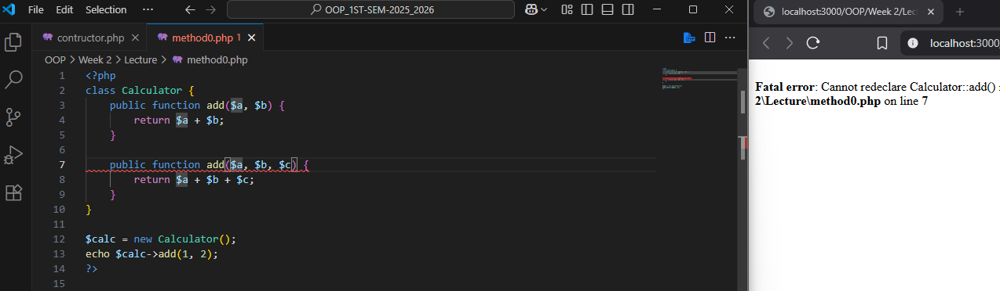 File Edit Selection ··· OOP_1ST-SEM-2025_2026
contructor.php method0.php 1
OOP > Week 2 > Lecture > method0.php
1 <?php
2 class Calculator {
3 public function add($a, $b) {
4 return $a + $b;
5 }
6
7 public function add($a, $b, $c) {
8 return $a + $b + $c;
9 }
10 }
11
12 $calc = new Calculator();
13 echo $calc->add(1, 2);
14 ?>
15
localhost:3000/OOP/Week 2/Lec
localhost:3000/
Fatal error: Cannot redeclare Calculator::add()
2\Lecture\method0.php on line 7